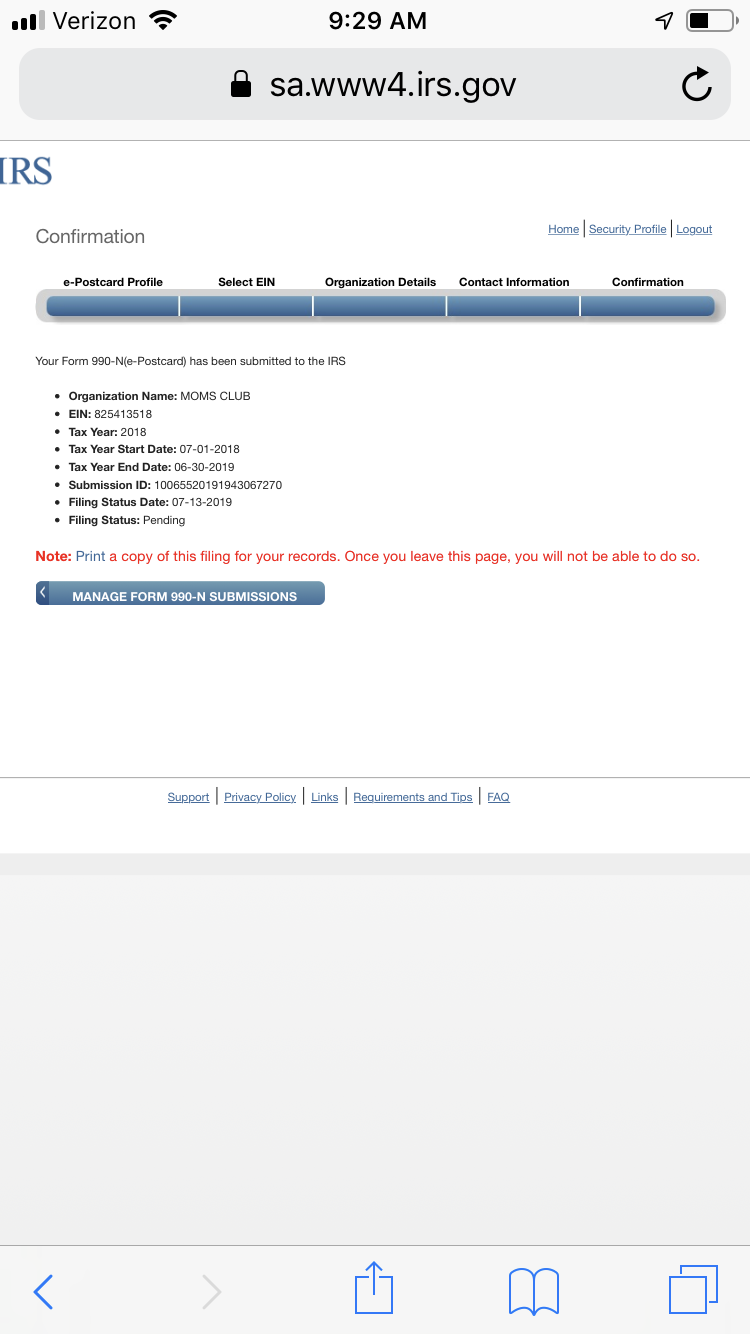 Verizon 9:29 AM
sa.www4.irs.gov
IRS
Confirmation
Home | Security Profile | Logout
e-Postcard Profile Select EIN Organization Details Contact Information Confirmation
Your Form 990-N(e-Postcard) has been submitted to the IRS
• Organization Name: MOMS CLUB
• EIN: 825413518
• Tax Year: 2018
• Tax Year Start Date: 07-01-2018
• Tax Year End Date: 06-30-2019
• Submission ID: 10065520191943067270
• Filing Status Date: 07-13-2019
• Filing Status: Pending
Note: Print a copy of this filing for your records. Once you leave this page, you will not be able to do so.
MANAGE FORM 990-N SUBMISSIONS
Support | Privacy Policy | Links | Requirements and Tips | FAQ